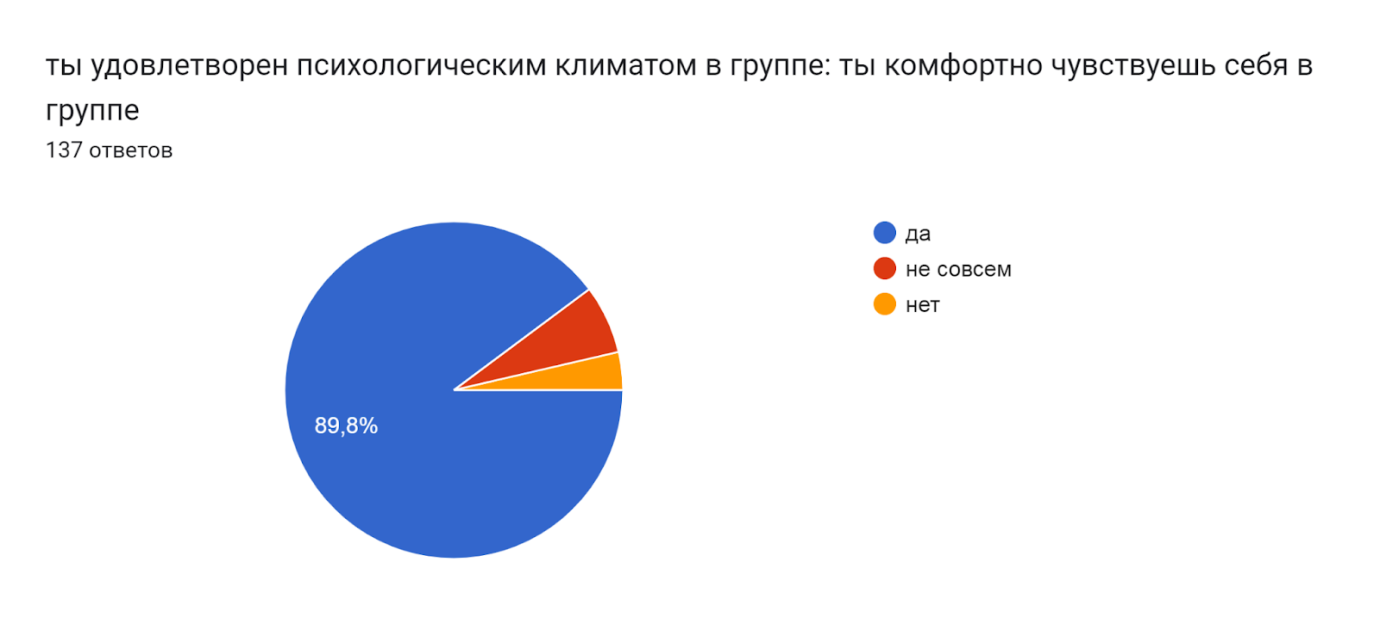 ты удовлетворен психологическим климатом в группе: ты комфортно чувствуешь себя в
группе
137 ответов
да
не совсем
нет
89,8%